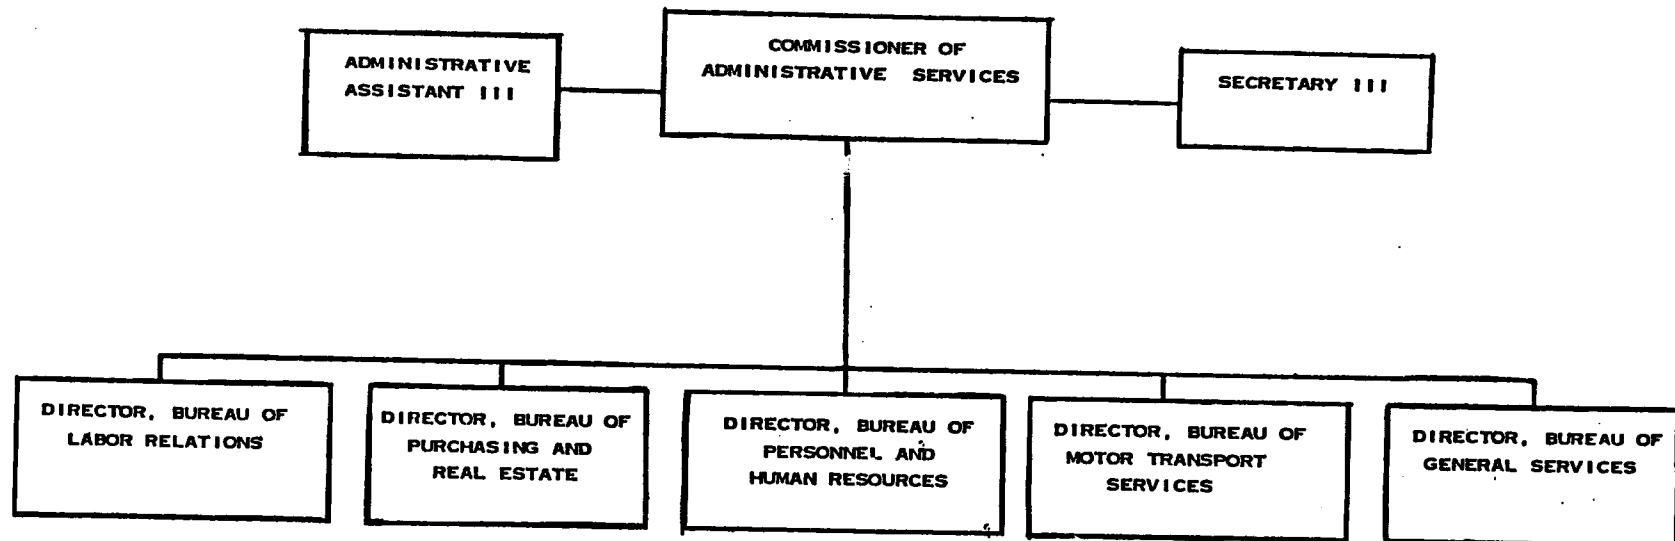 ADMINISTRATIVE
ASSISTANT III
COMMISSIONER OF
ADMINISTRATIVE SERVICES
SECRETARY III
DIRECTOR, BUREAU OF
LABOR RELATIONS
DIRECTOR, BUREAU OF
PURCHASING AND
REAL ESTATE
DIRECTOR, BUREAU OF
PERSONNEL AND
HUMAN RESOURCES
DIRECTOR, BUREAU OF
MOTOR TRANSPORT
SERVICES
DIRECTOR, BUREAU OF
GENERAL SERVICES